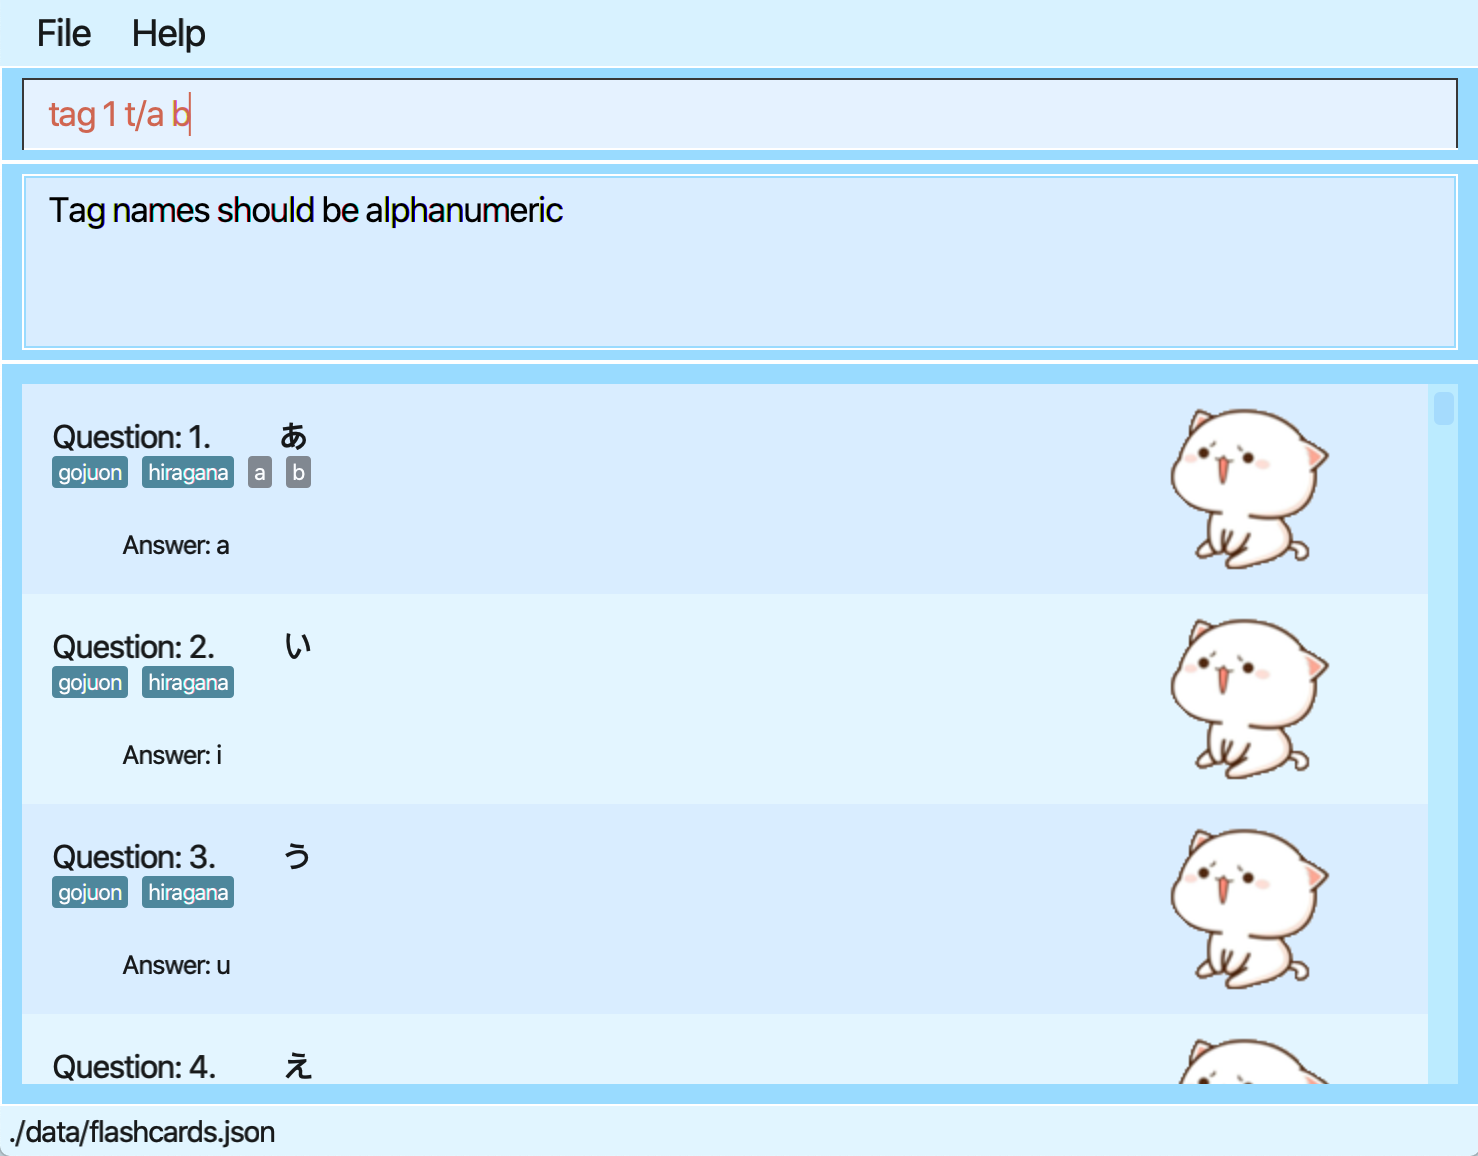 File Help
tag 1 t/a b
Tag names should be alphanumeric
Question: 1. あ
gojuon hiragana a b
Answer: a
Question: 2. い
gojuon hiragana
Answer: i
Question: 3. う
gojuon hiragana
Answer: u
Question: 4. え
./data/flashcards.json